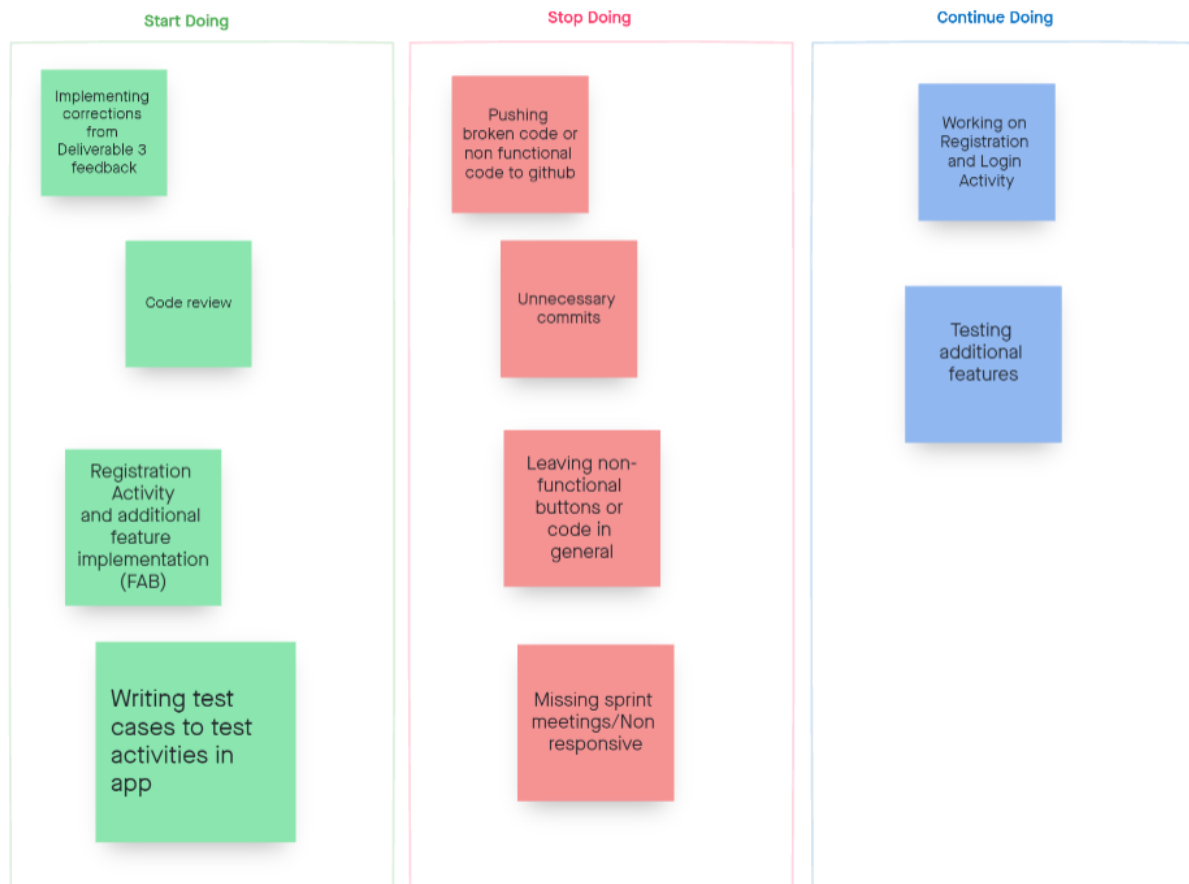 Start Doing
Implementing
corrections
from
Deliverable 3
feedback
Code review
Registration
Activity
and additional
feature
implementation
(FAB)
Writing test
cases to test
activities in
app
Stop Doing
Pushing
broken code or
non functional
code to github
Unnecessary
commits
Leaving non-
functional
buttons or
code in
general
Missing sprint
meetings/Non
responsive
Continue Doing
Working on
Registration
and Login
Activity
Testing
additional
features